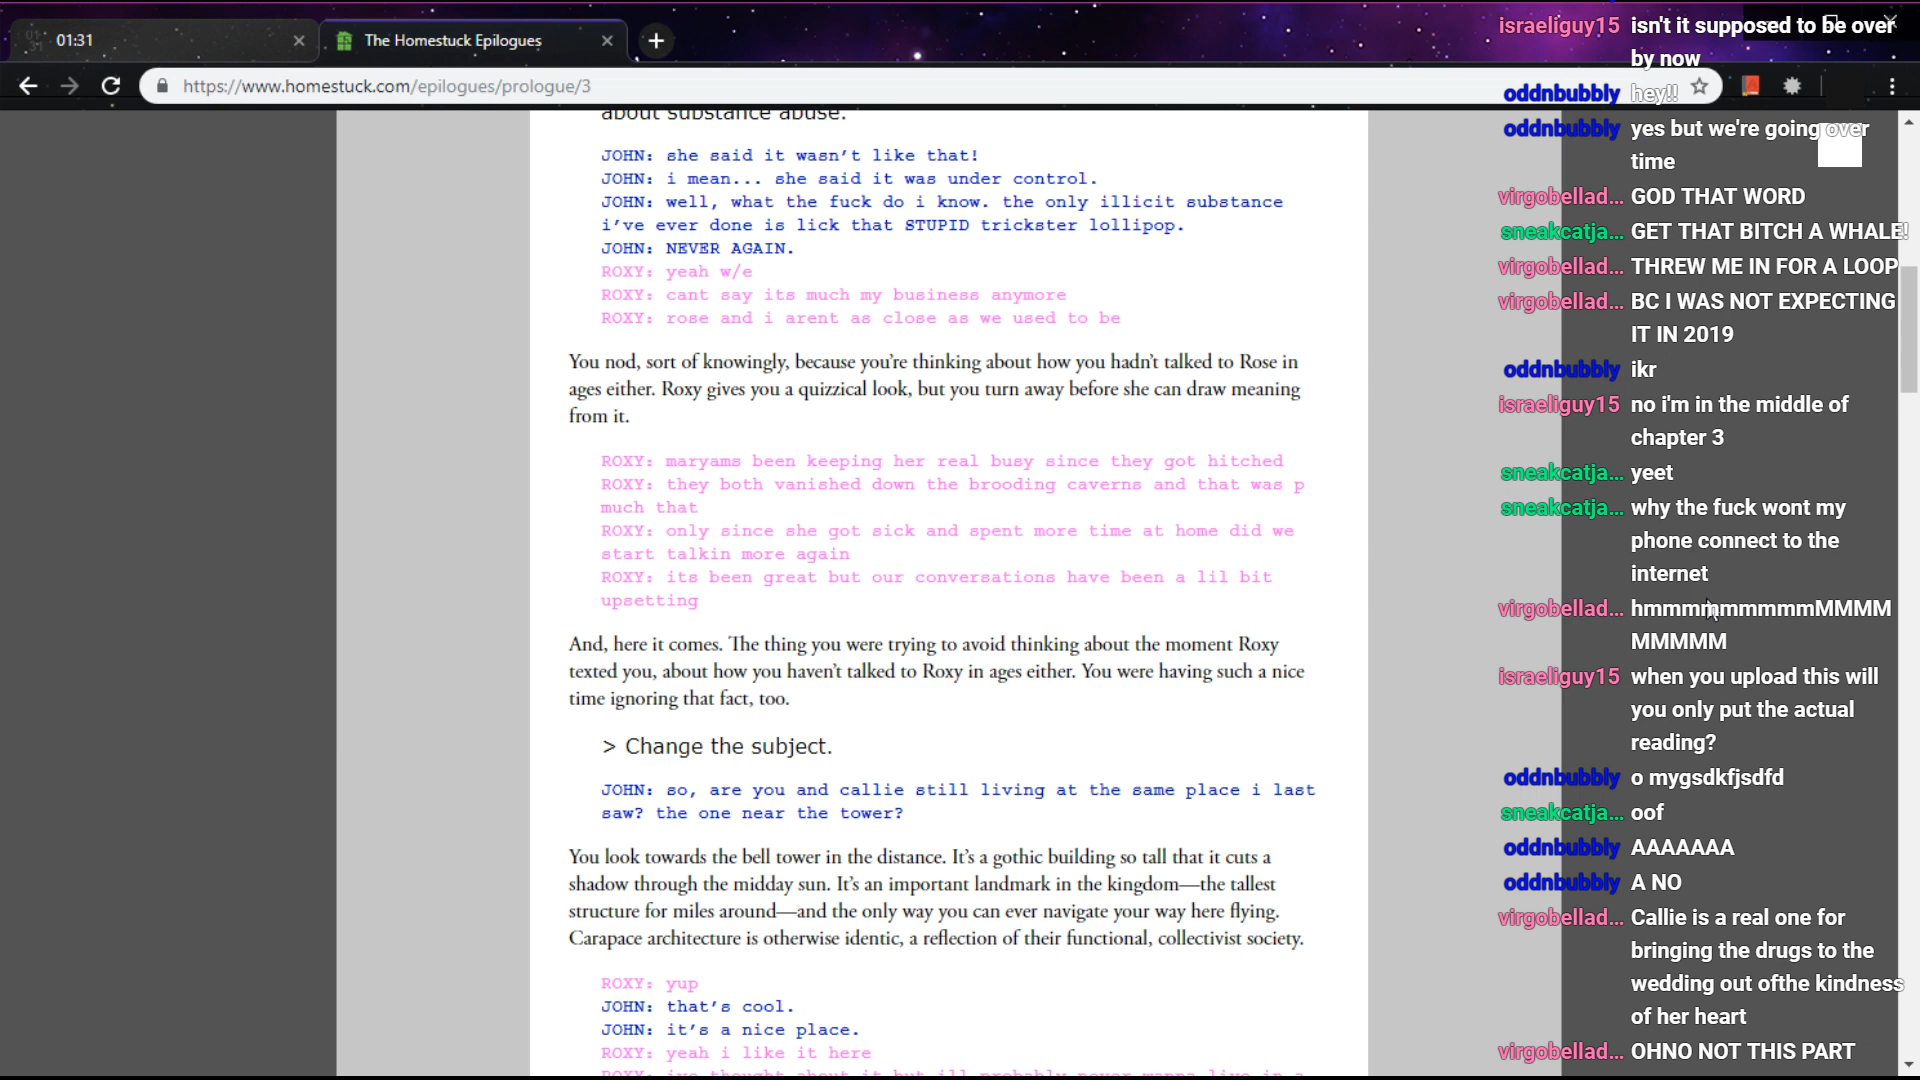 01:31
The Homestuck Epilogues
https://www.homestuck.com/epilogues/prologue/3
about substance abuse.
JOHN: she said it wasn't like that!
JOHN: i mean... she said it was under control.
JOHN: well, what the fuck do i know. the only illicit substance
i've ever done is lick that STUPID trickster lollipop.
JOHN: NEVER AGAIN.
ROXY: yeah w/e
ROXY: cant say its much my business anymore
ROXY: rose and i arent as close as we used to be
You nod, sort of knowingly, because you're thinking about how you hadn't talked to Rose in
ages either. Roxy gives you a quizzical look, but you turn away before she can draw meaning
from it.
ROXY: maryams been keeping her real busy since they got hitched
ROXY: they both vanished down the brooding caverns and that was p
much that
ROXY: only since she got sick and spent more time at home did we
start talkin more again
ROXY: its been great but our conversations have been a lil bit
upsetting
And, here it comes. The thing you were trying to avoid thinking about the moment Roxy
texted you, about how you haven't talked to Roxy in ages either. You were having such a nice
time ignoring that fact, too.
> Change the subject.
JOHN: so, are you and callie still living at the same place i last
saw? the one near the tower?
You look towards the bell tower in the distance. It's a gothic building so tall that it cuts a
shadow through the midday sun. It's an important landmark in the kingdom—the tallest
structure for miles around—and the only way you can ever navigate your way here flying.
Carapace architecture is otherwise identic, a reflection of their functional, collectivist society.
ROXY: yup
JOHN: that's cool.
JOHN: it's a nice place.
ROXY: yeah i like it here
ROXY: ive thought about it but ill probably never wanna live in a
israeliguy15 isn't it supposed to be over
by now
oddnbubbly hey!!
oddnbubbly yes but we're going over
time
virgobellad... GOD THAT WORD
sneakcatja... GET THAT BITCH A WHALE!
virgobellad... THREW ME IN FOR A LOOP
virgobellad... BC I WAS NOT EXPECTING
IT IN 2019
oddnbubbly ikr
israeliguy15 no i'm in the middle of
chapter 3
sneakcatja... yeet
sneakcatja... why the fuck wont my
phone connect to the
internet
virgobellad... hmmmmmmmmMMMM
MMMMM
israeliguy15 when you upload this will
you only put the actual
reading?
oddnbubbly o mygsdkfjsdfd
sneakcatja... oof
oddnbubbly AAAAAAA
oddnbubbly A NO
virgobellad... Callie is a real one for
bringing the drugs to the
wedding out ofthe kindness
of her heart
virgobellad... OHNO NOT THIS PART